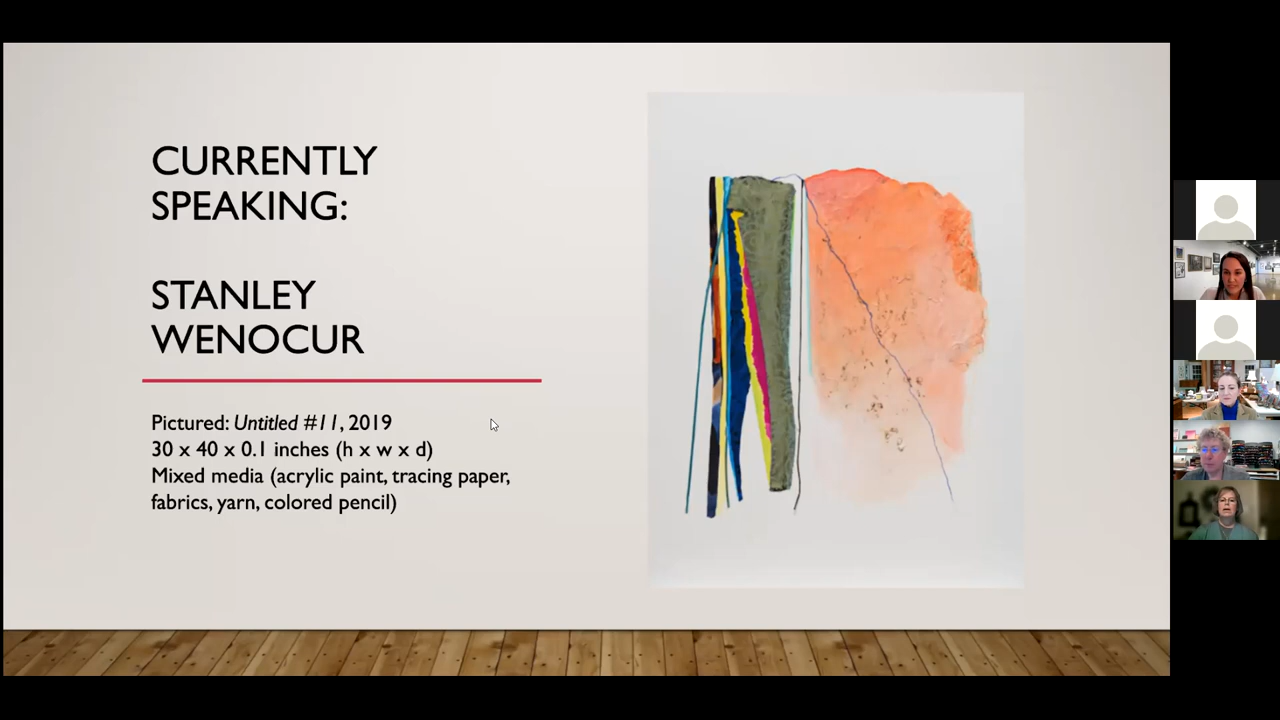 CURRENTLY
SPEAKING:
STANLEY
WENOCUR
Pictured: Untitled #11, 2019
30 x 40 x 0.1 inches (h x w x d)
Mixed media (acrylic paint, tracing paper,
fabrics, yarn, colored pencil)